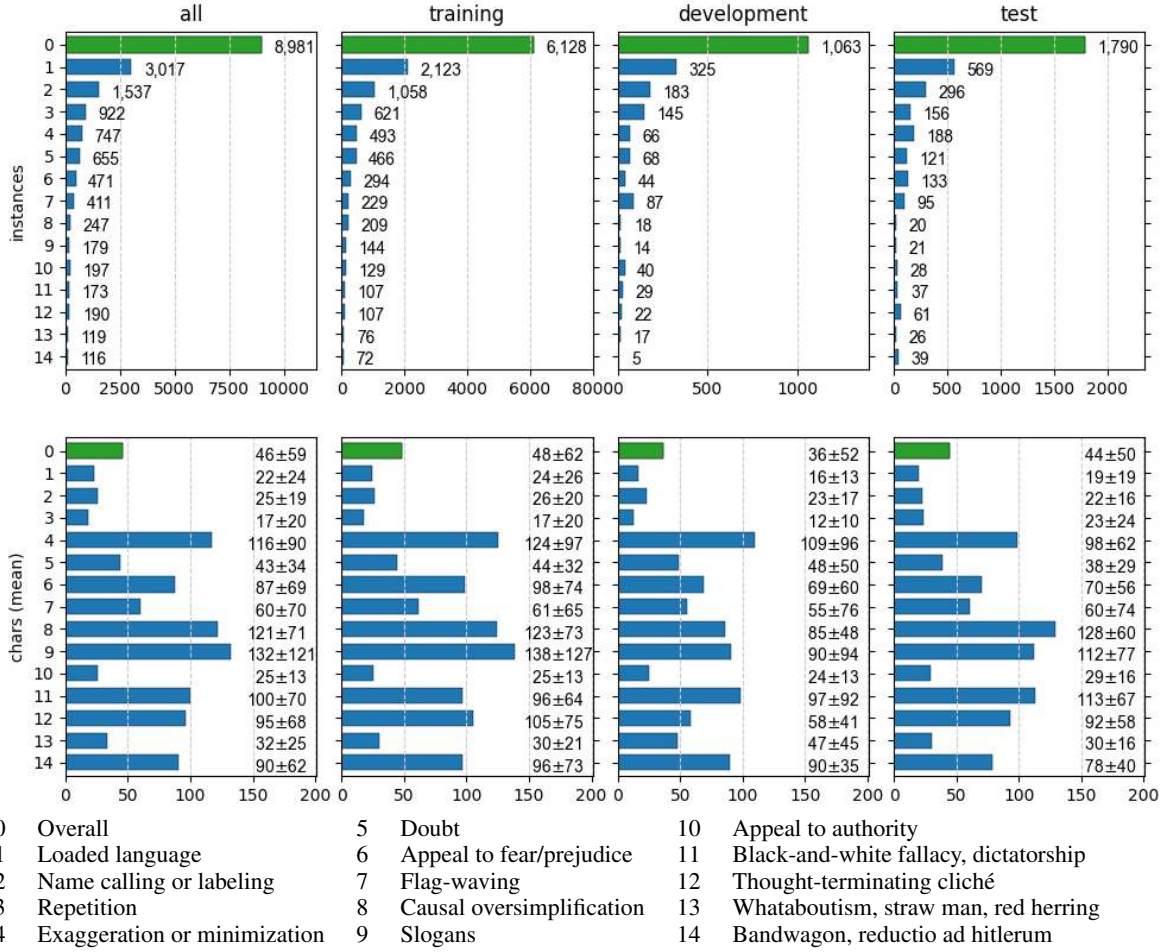 all training development test
0 8,981 6,128 1,063 1,790
1 3,017 2,123 325 569
2 1,537 1,058 183 296
3 922 621 145 156
4 747 493 66 188
5 655 466 68 121
6 471 294 44 133
7 411 229 87 95
8 247 209 18 20
9 179 144 14 21
10 197 129 40 28
11 173 107 29 37
12 190 107 22 61
13 119 76 17 26
14 116 72 5 39
instances
0 2500 5000 7500 10000 0 2000 4000 6000 8000 0 500 1000 0 500 1000 1500 2000
0 46±59 48±62 36±52 44±50
1 22±24 24±26 16±13 19±19
2 25±19 26±20 23±17 22±16
3 17±20 17±20 12±10 23±24
4 116±90 124±97 109±96 98±62
5 43±34 44±32 48±50 38±29
6 87±69 98±74 69±60 70±56
7 60±70 61±65 55±76 60±74
8 121±71 123±73 85±48 128±60
9 132±121 138±127 90±94 112±77
10 25±13 25±13 24±13 29±16
11 100±70 96±64 97±92 113±67
12 95±68 105±75 58±41 92±58
13 32±25 30±21 47±45 30±16
14 90±62 96±73 90±35 78±40
chars (mean)
0 50 100 150 200 0 50 100 150 200 0 50 100 150 200 0 50 100 150 200
0 Overall 5 Doubt 10 Appeal to authority
1 Loaded language 6 Appeal to fear/prejudice 11 Black-and-white fallacy, dictatorship
2 Name calling or labeling 7 Flag-waving 12 Thought-terminating cliché
3 Repetition 8 Causal oversimplification 13 Whataboutism, straw man, red herring
4 Exaggeration or minimization 9 Slogans 14 Bandwagon, reductio ad hitlerum